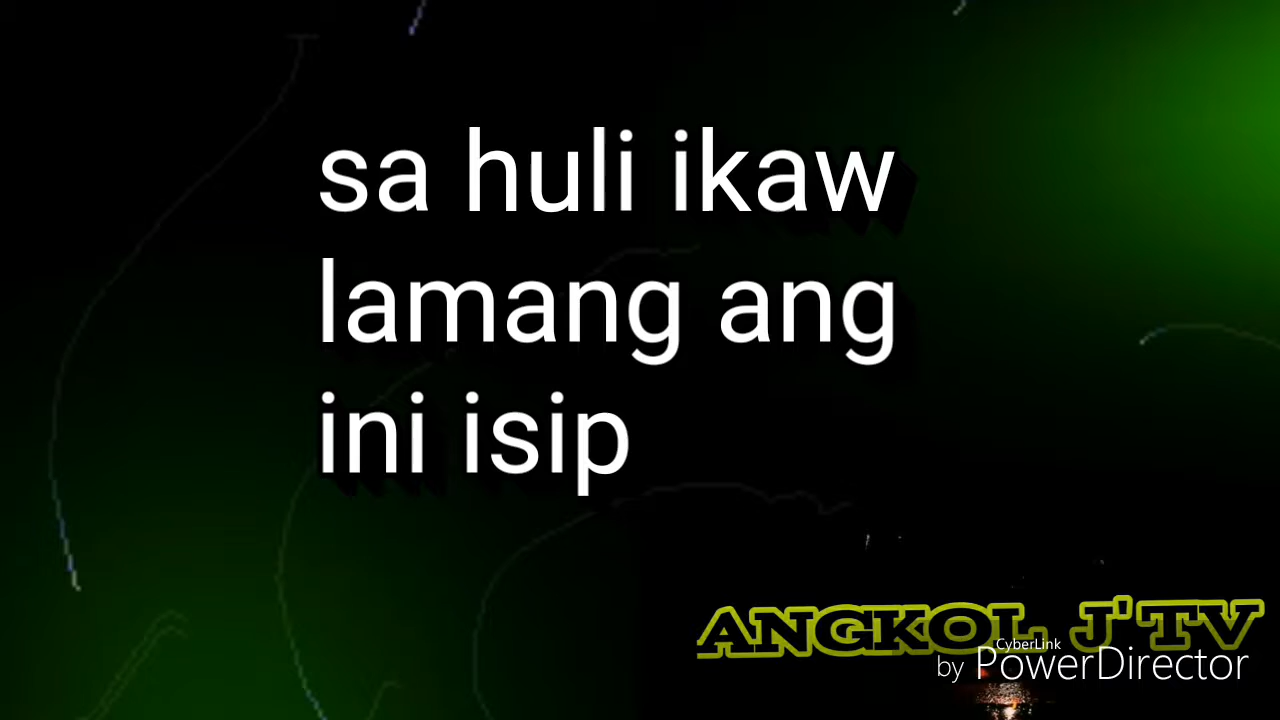 sa huli ikaw
lamang ang
ini isip
ANGKOL J'TV
CyberLink
by PowerDirector